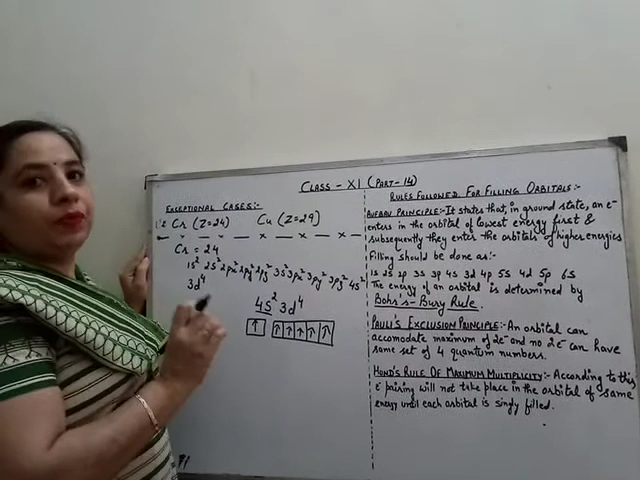 CLASS - XI (PART-14)
EXCEPTIONAL CASES:-
Cr (Z=24) Cu (Z=29)
Cr = 24
1s² 2s² 2px² 2py² 2pz² 3s² 3px² 3py² 3pz² 4s²
3d⁴
4s² 3d⁴
↑ ↑ ↑ ↑ ↑ ↑
RULES FOLLOWED FOR FILLING ORBITALS:-
AUFBAU PRINCIPLE:- It states that, in ground state, an e-
enters in the orbital of lowest energy first &
subsequently they enter the orbitals of higher energies
Filling should be done as:-
1s 2s 2p 3s 3p 4s 3d 4p 5s 4d 5p 6s
The energy of an orbital is determined by
Bohr's-Bury Rule.
PAULI'S EXCLUSION PRINCIPLE:- An orbital can
accomodate maximum of 2e- and no 2e- can have
same set of 4 quantum numbers.
HUND'S RULE OF MAXIMUM MULTIPLICITY:- According to this
e- pairing will not take place in the orbital of same
energy until each orbital is singly filled.